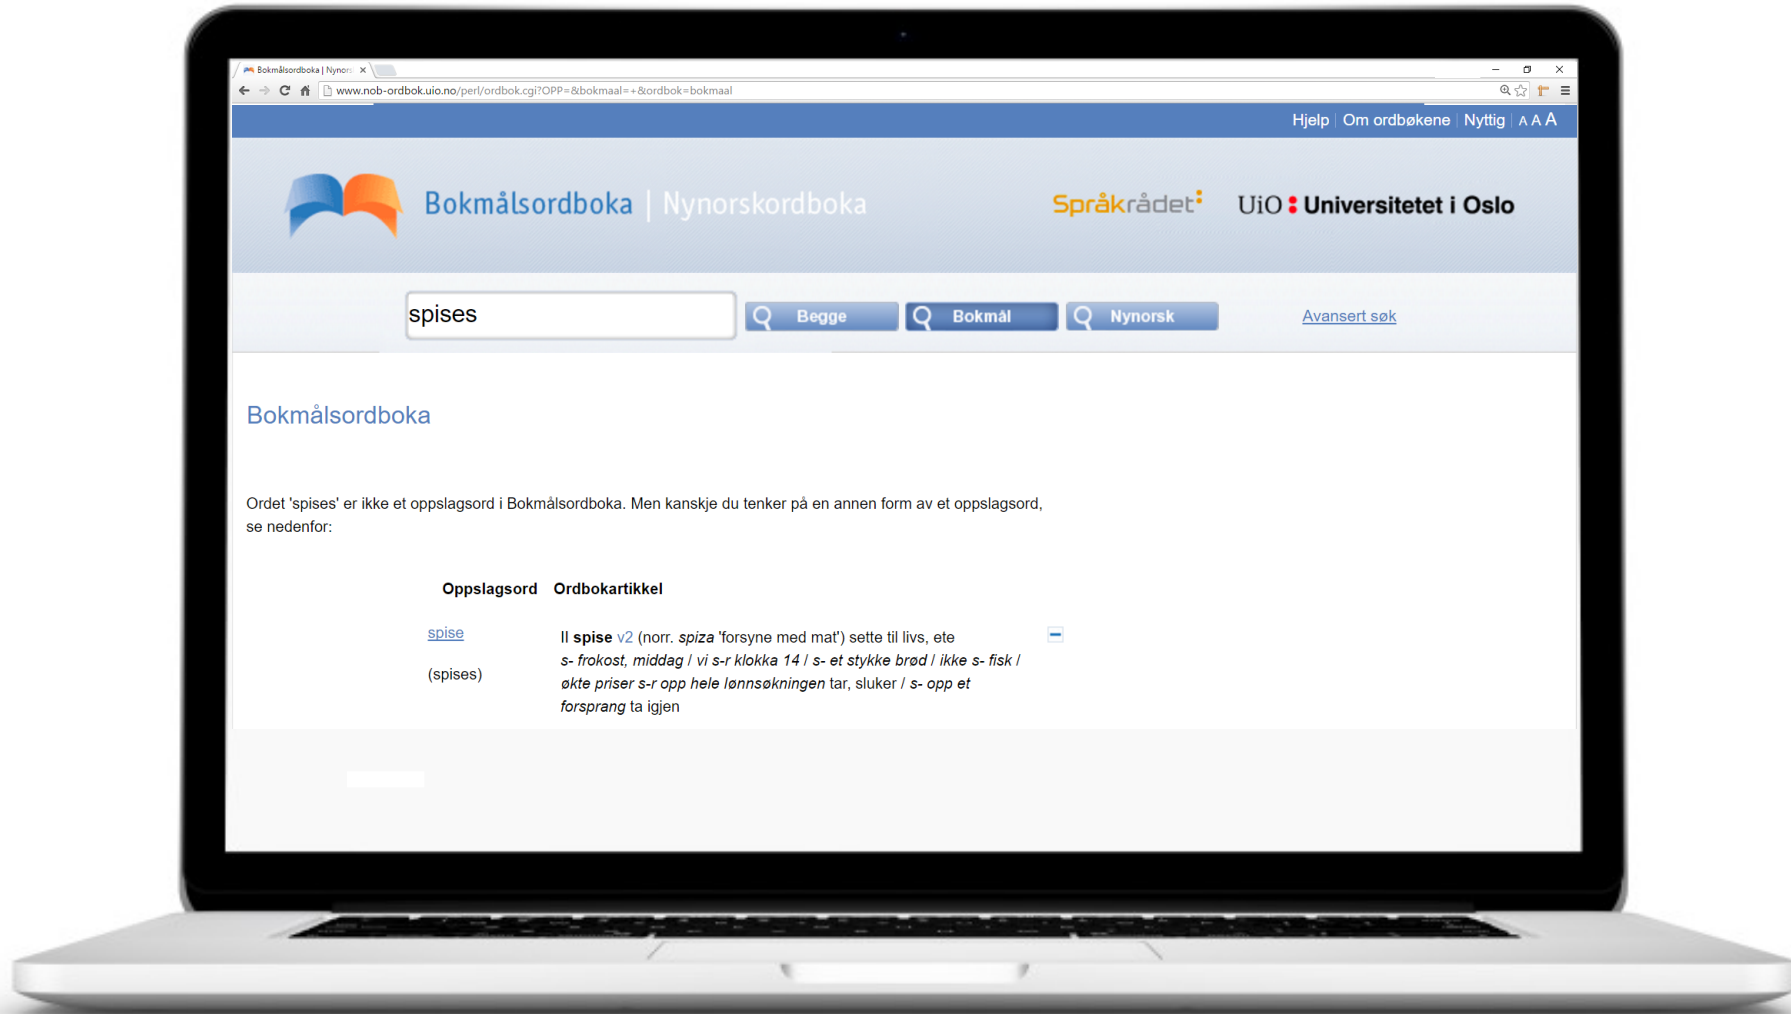 Bokmålsordboka | Nynors
www.nob-ordbok.uio.no/perl/ordbok.cgi?OPP=&bokmaal=+&ordbok=bokmaal
Hjelp | Om ordbøkene | Nyttig | A A A
Bokmålsordboka | Nynorskordboka
Språkrådet
UiO : Universitetet i Oslo
spises
Begge
Bokmål
Nynorsk
Avansert søk
Bokmålsordboka
Ordet 'spises' er ikke et oppslagsord i Bokmålsordboka. Men kanskje du tenker på en annen form av et oppslagsord,
se nedenfor:
Oppslagsord Ordbokartikkel
spise
(spises)
II spise v2 (norr. spiza 'forsyne med mat') sette til livs, ete
s- frokost, middag / vi s-r klokka 14 / s- et stykke brød / ikke s- fisk /
økte priser s-r opp hele lønnsøkningen tar, sluker / s- opp et
forsprang ta igjen